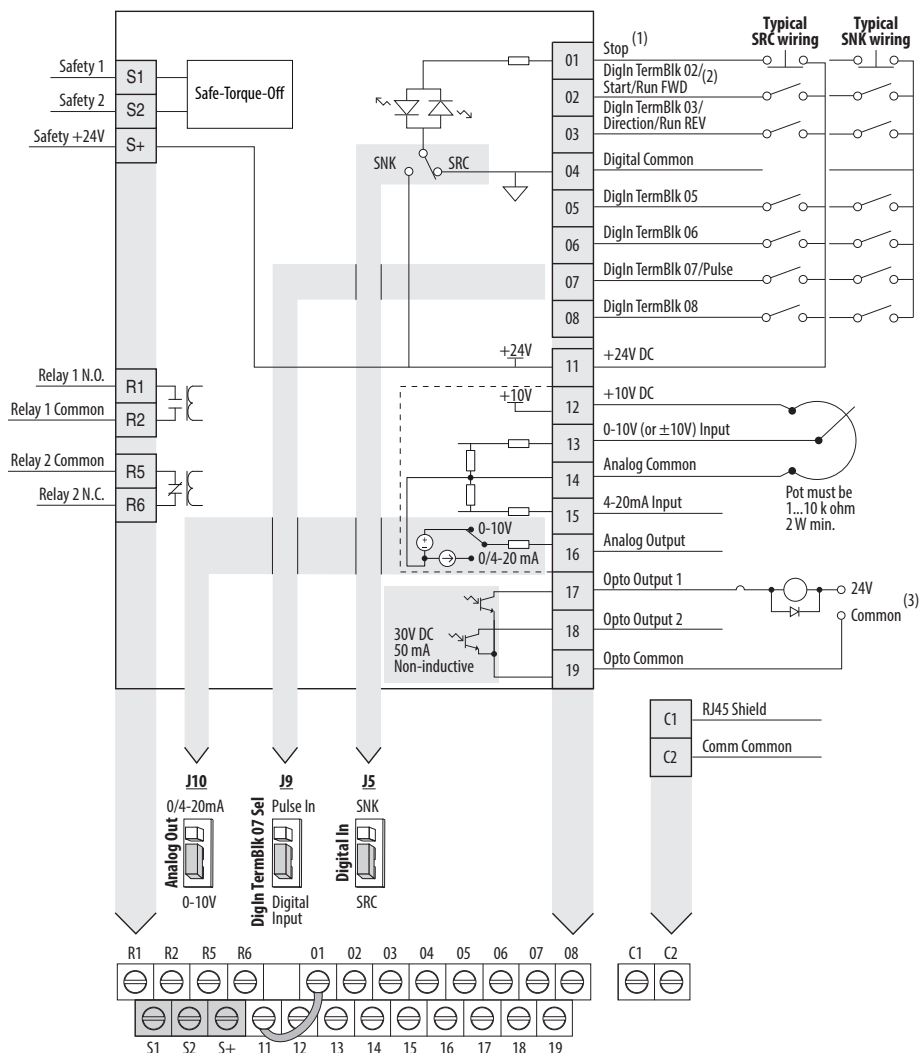 Typical
SRC wiring
Typical
SNK wiring
Safety 1
S1
Safety 2
S2
Safety +24V
S+
Safe-Torque-Off
SNK
SRC
01
Stop (1)
02
DigIn TermBlk 02/(2)
Start/Run FWD
03
DigIn TermBlk 03/
Direction/Run REV
04
Digital Common
05
DigIn TermBlk 05
06
DigIn TermBlk 06
07
DigIn TermBlk 07/Pulse
08
DigIn TermBlk 08
+24V
11
+24V DC
+10V
12
+10V DC
13
0-10V (or ±10V) Input
14
Analog Common
15
4-20mA Input
16
Analog Output
17
Opto Output 1
18
Opto Output 2
19
Opto Common
Pot must be
1...10 k ohm
2 W min.
24V
Common (3)
Relay 1 N.O.
R1
Relay 1 Common
R2
Relay 2 Common
R5
Relay 2 N.C.
R6
0-10V
+
-
0/4-20 mA
30V DC
50 mA
Non-inductive
C1
RJ45 Shield
C2
Comm Common
J10
0/4-20mA
Analog Out
0-10V
J9
Pulse In
DigIn TermBlk 07 Sel
Digital
Input
J5
SNK
Digital In
SRC
R1 R2 R5 R6 01 02 03 04 05 06 07 08 C1 C2
S1 S2 S+ 11 12 13 14 15 16 17 18 19